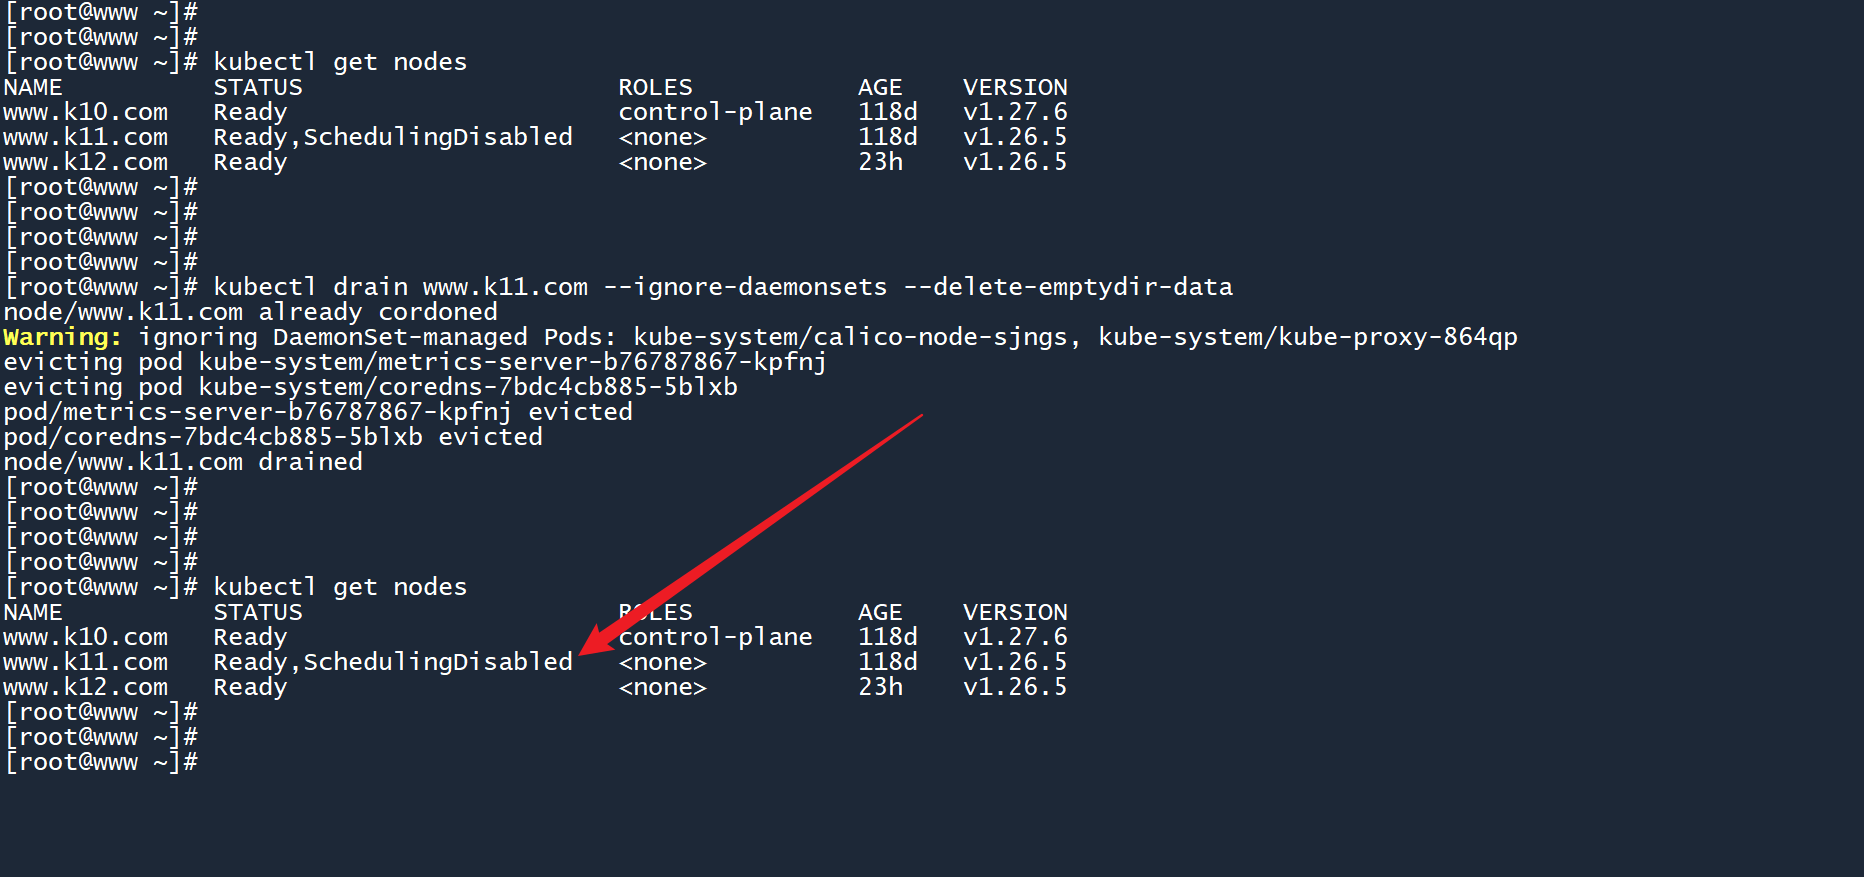 [root@www ~]#
[root@www ~]#
[root@www ~]# kubectl get nodes
NAME STATUS ROLES AGE VERSION
www.k10.com Ready control-plane 118d v1.27.6
www.k11.com Ready,SchedulingDisabled <none> 118d v1.26.5
www.k12.com Ready <none> 23h v1.26.5
[root@www ~]#
[root@www ~]#
[root@www ~]#
[root@www ~]#
[root@www ~]# kubectl drain www.k11.com --ignore-daemonsets --delete-emptydir-data
node/www.k11.com already cordoned
Warning: ignoring DaemonSet-managed Pods: kube-system/calico-node-sjngs, kube-system/kube-proxy-864qp
evicting pod kube-system/metrics-server-b76787867-kpfnj
evicting pod kube-system/coredns-7bdc4cb885-5blxb
pod/metrics-server-b76787867-kpfnj evicted
pod/coredns-7bdc4cb885-5blxb evicted
node/www.k11.com drained
[root@www ~]#
[root@www ~]#
[root@www ~]#
[root@www ~]#
[root@www ~]# kubectl get nodes
NAME STATUS ROLES AGE VERSION
www.k10.com Ready control-plane 118d v1.27.6
www.k11.com Ready,SchedulingDisabled <none> 118d v1.26.5
www.k12.com Ready <none> 23h v1.26.5
[root@www ~]#
[root@www ~]#
[root@www ~]#